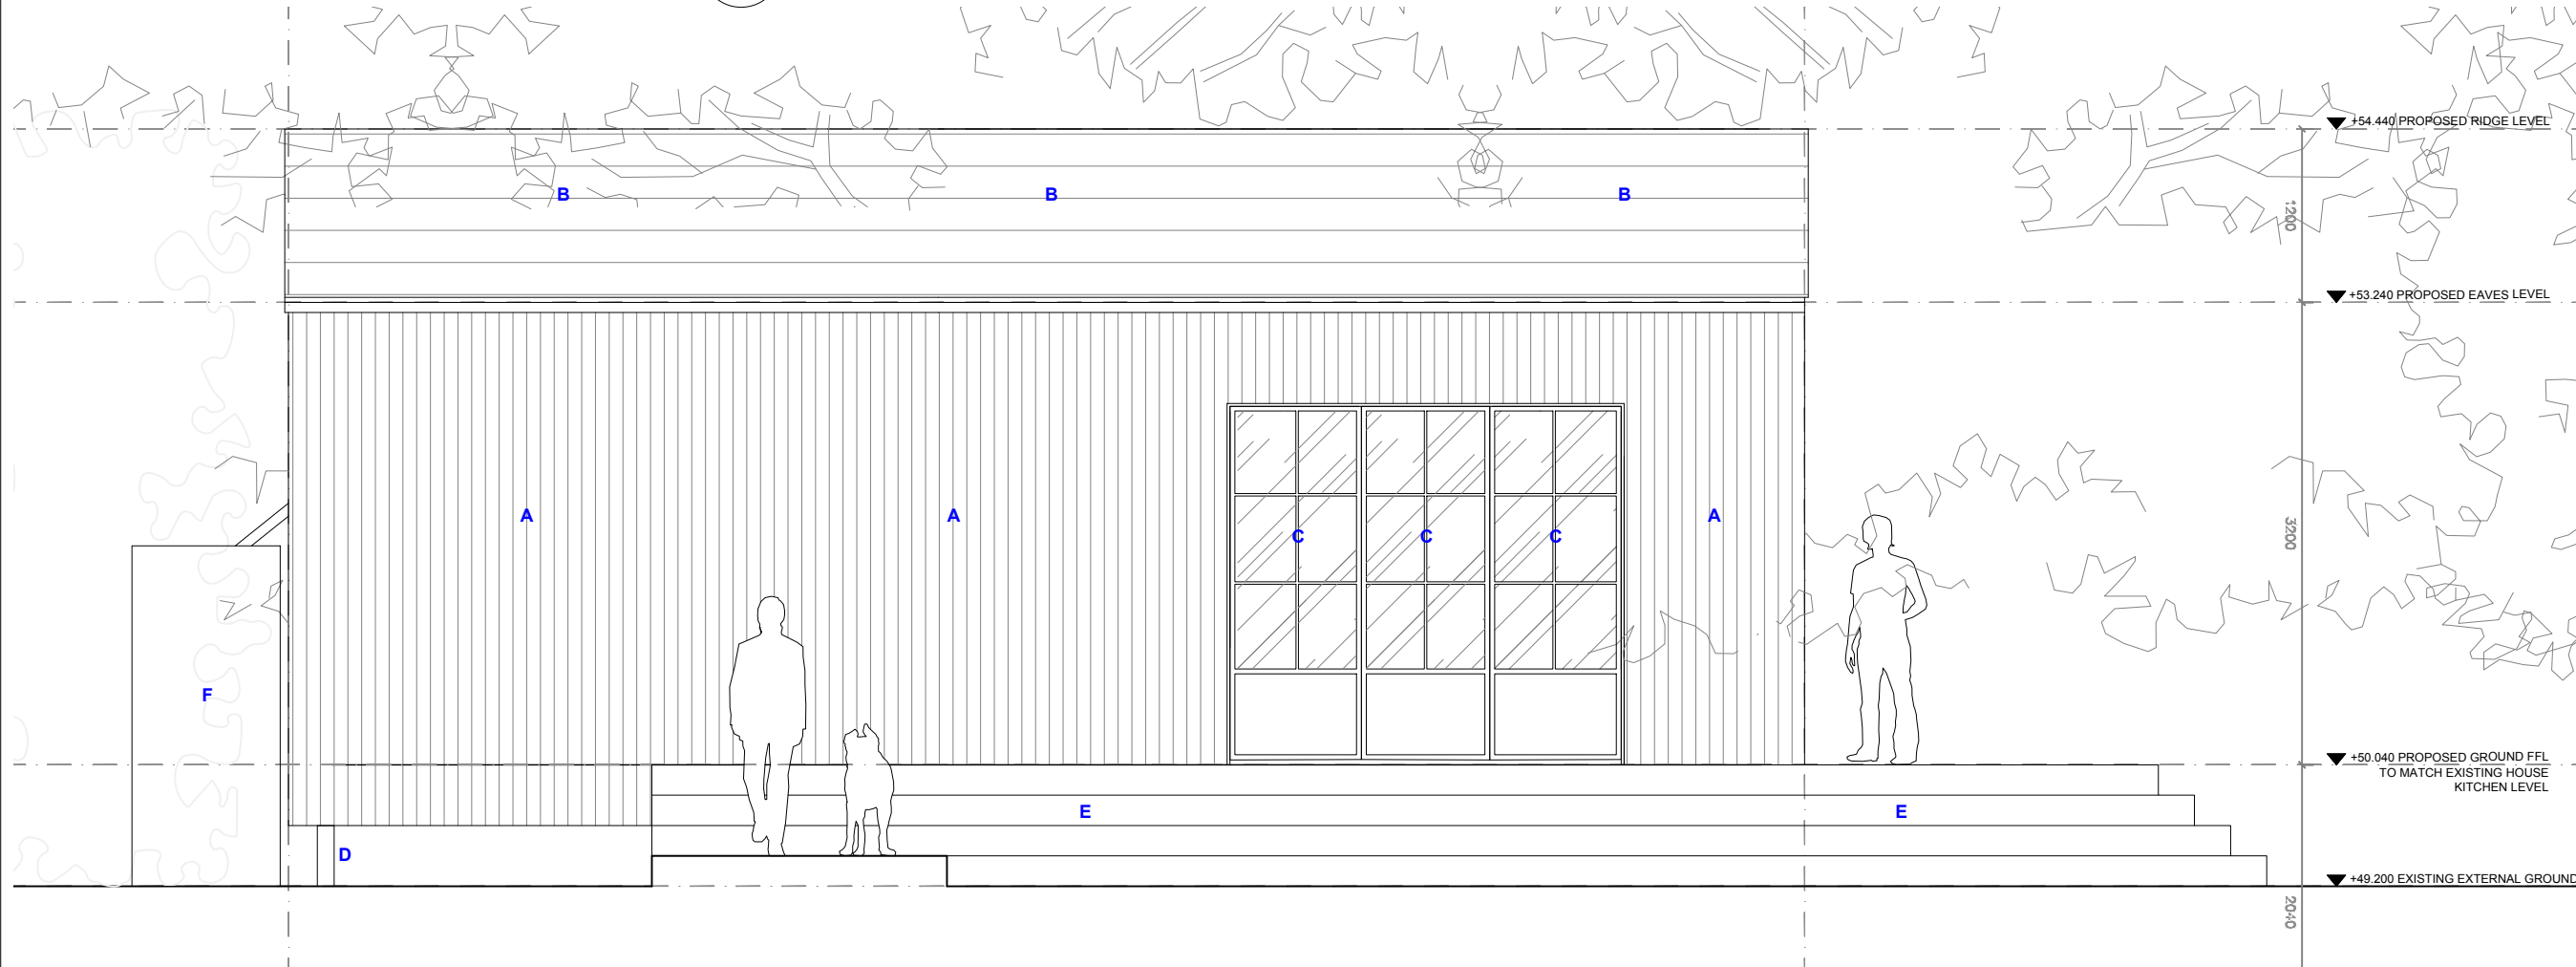 +54.440 PROPOSED RIDGE LEVEL
B B B
1200
+53.240 PROPOSED EAVES LEVEL
A A A
C C C
3200
F
+50.040 PROPOSED GROUND FFL
TO MATCH EXISTING HOUSE
KITCHEN LEVEL
E E
D
+49.200 EXISTING EXTERNAL GROUND
2040